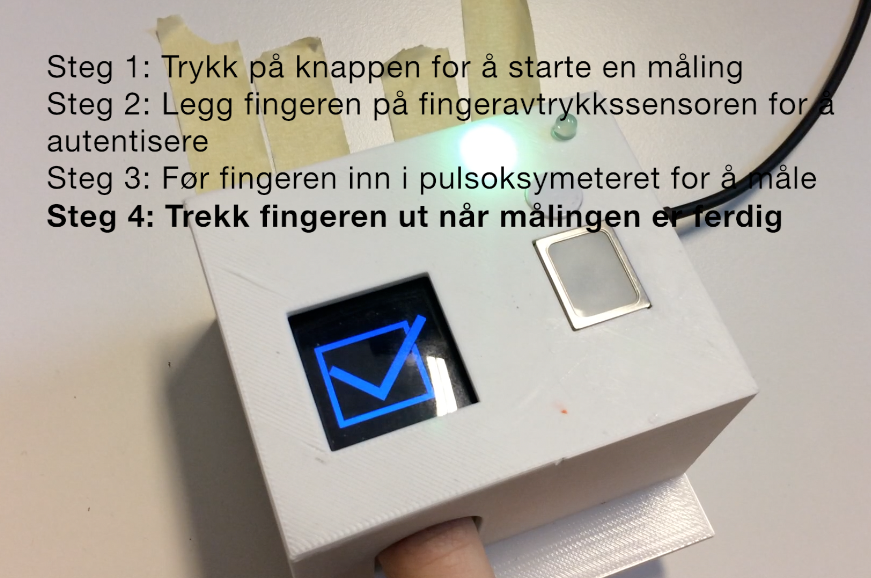 Steg 1: Trykk på knappen for å starte en måling
Steg 2: Legg fingeren på fingeravtrykkssensoren for å
autentisere
Steg 3: Før fingeren inn i pulsoksymeteret for å måle
Steg 4: Trekk fingeren ut når målingen er ferdig